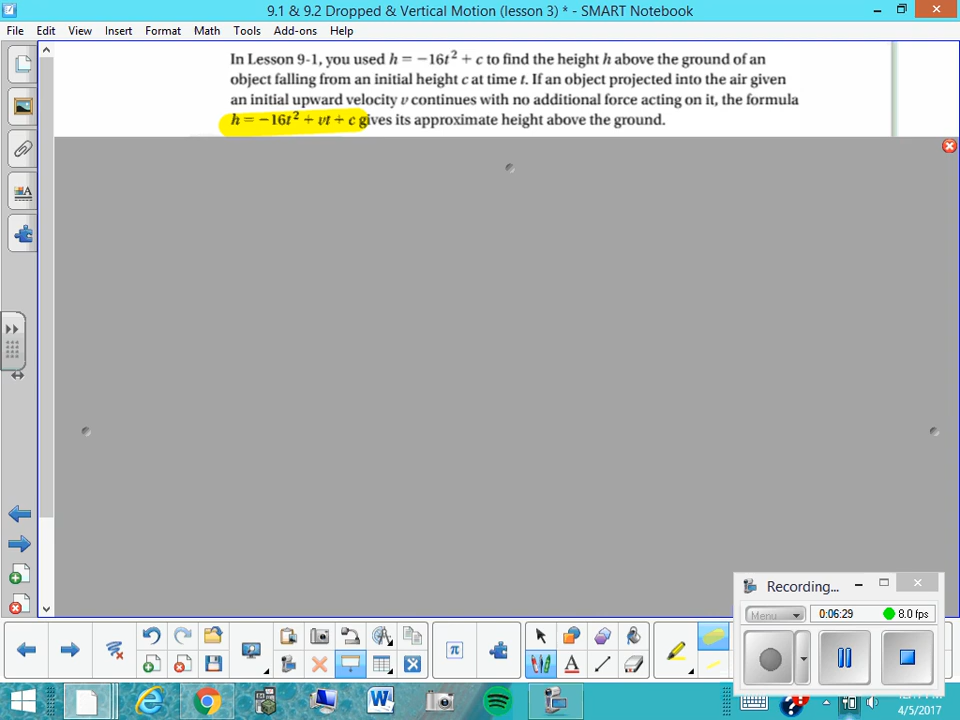 9.1 & 9.2 Dropped & Vertical Motion (lesson 3) * - SMART Notebook
File Edit View Insert Format Math Tools Add-ons Help
In Lesson 9-1, you used h = −16t² + c to find the height h above the ground of an
object falling from an initial height c at time t. If an object projected into the air given
an initial upward velocity v continues with no additional force acting on it, the formula
h = −16t² + vt + c gives its approximate height above the ground.
Recording...
Menu 0:06:29 8.0 fps
4/5/2017